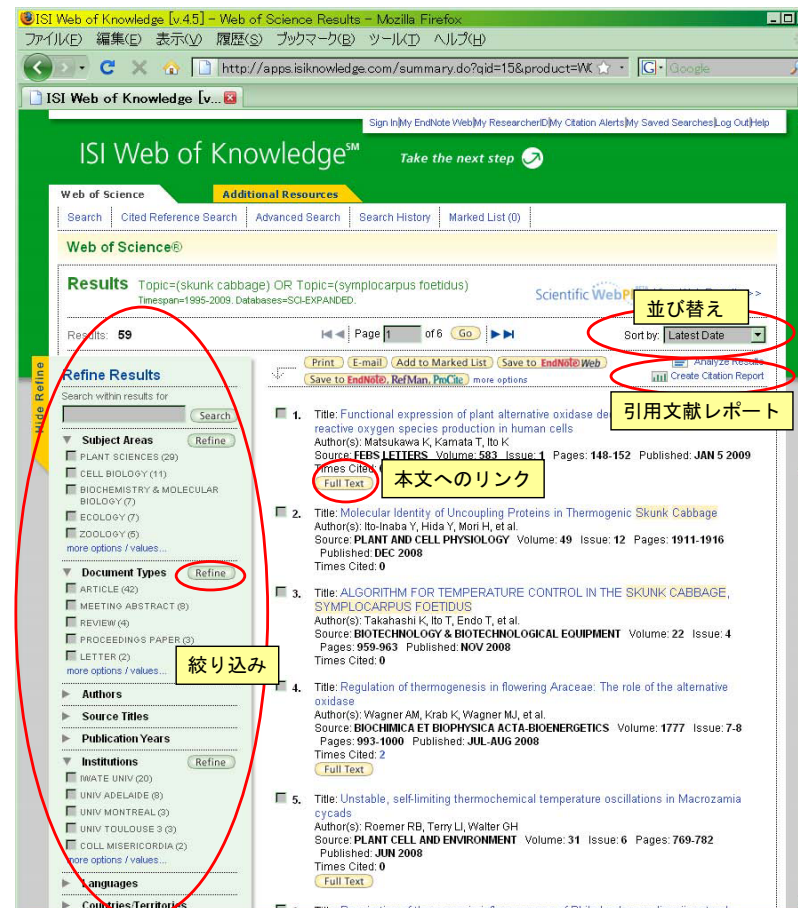 ISI Web of Knowledge [v.4.5] - Web of Science Results - Mozilla Firefox
ファイル(F) 編集(E) 表示(V) 履歴(S) ブックマーク(B) ツール(T) ヘルプ(H)
http://apps.isiknowledge.com/summary.do?qid=15&product=W
G Google
ISI Web of Knowledge [v...
Sign In|My EndNote Web|My ResearcherID|My Citation Alerts|My Saved Searches|Log Out|Help
ISI Web of Knowledge℠ Take the next step
Web of Science Additional Resources
Search Cited Reference Search Advanced Search Search History Marked List (0)
Web of Science®
Results Topic=(skunk cabbage) OR Topic=(symplocarpus foetidus)
Timespan=1995-2009. Databases=SCI-EXPANDED.
Scientific Web >>
並び替え
Results: 59 Page 1 of 6 Go Sort by: Latest Date
Hide Refine
Print E-mail Add to Marked List Save to EndNote Web
Save to EndNote, RefMan, ProCite more options
Analyze Results
Create Citation Report
引用文献レポート
Refine Results
Search within results for
Search
Subject Areas Refine
PLANT SCIENCES (29)
CELL BIOLOGY (11)
BIOCHEMISTRY & MOLECULAR
BIOLOGY (7)
ECOLOGY (7)
ZOOLOGY (5)
more options / values...
Document Types Refine
ARTICLE (42)
MEETING ABSTRACT (8)
REVIEW (4)
PROCEEDINGS PAPER (3)
LETTER (2)
more options / values...
絞り込み
Authors
Source Titles
Publication Years
Institutions Refine
IWATE UNIV (20)
UNIV ADELAIDE (8)
UNIV MONTREAL (3)
UNIV TOULOUSE 3 (3)
COLL MISERICORDIA (2)
more options / values...
Languages
Countries/Territories
1. Title: Functional expression of plant alternative oxidase
reactive oxygen species production in human cells
Author(s): Matsukawa K, Kamata T, Ito K
Source: FEBS LETTERS Volume: 583 Issue: 1 Pages: 148-152 Published: JAN 5 2009
Times Cited:
Full Text
本文へのリンク
2. Title: Molecular Identity of Uncoupling Proteins in Thermogenic Skunk Cabbage
Author(s): Ito-Inaba Y, Hida Y, Mori H, et al.
Source: PLANT AND CELL PHYSIOLOGY Volume: 49 Issue: 12 Pages: 1911-1916
Published: DEC 2008
Times Cited: 0
3. Title: ALGORITHM FOR TEMPERATURE CONTROL IN THE SKUNK CABBAGE,
SYMPLOCARPUS FOETIDUS
Author(s): Takahashi K, Ito T, Endo T, et al.
Source: BIOTECHNOLOGY & BIOTECHNOLOGICAL EQUIPMENT Volume: 22 Issue: 4
Pages: 959-963 Published: NOV 2008
Times Cited: 0
4. Title: Regulation of thermogenesis in flowering Araceae: The role of the alternative
oxidase
Author(s): Wagner AM, Krab K, Wagner MJ, et al.
Source: BIOCHIMICA ET BIOPHYSICA ACTA-BIOENERGETICS Volume: 1777 Issue: 7-8
Pages: 993-1000 Published: JUL-AUG 2008
Times Cited: 2
Full Text
5. Title: Unstable, self-limiting thermochemical temperature oscillations in Macrozamia
cycads
Author(s): Roemer RB, Terry LI, Walter GH
Source: PLANT CELL AND ENVIRONMENT Volume: 31 Issue: 6 Pages: 769-782
Published: JUN 2008
Times Cited: 0
Full Text